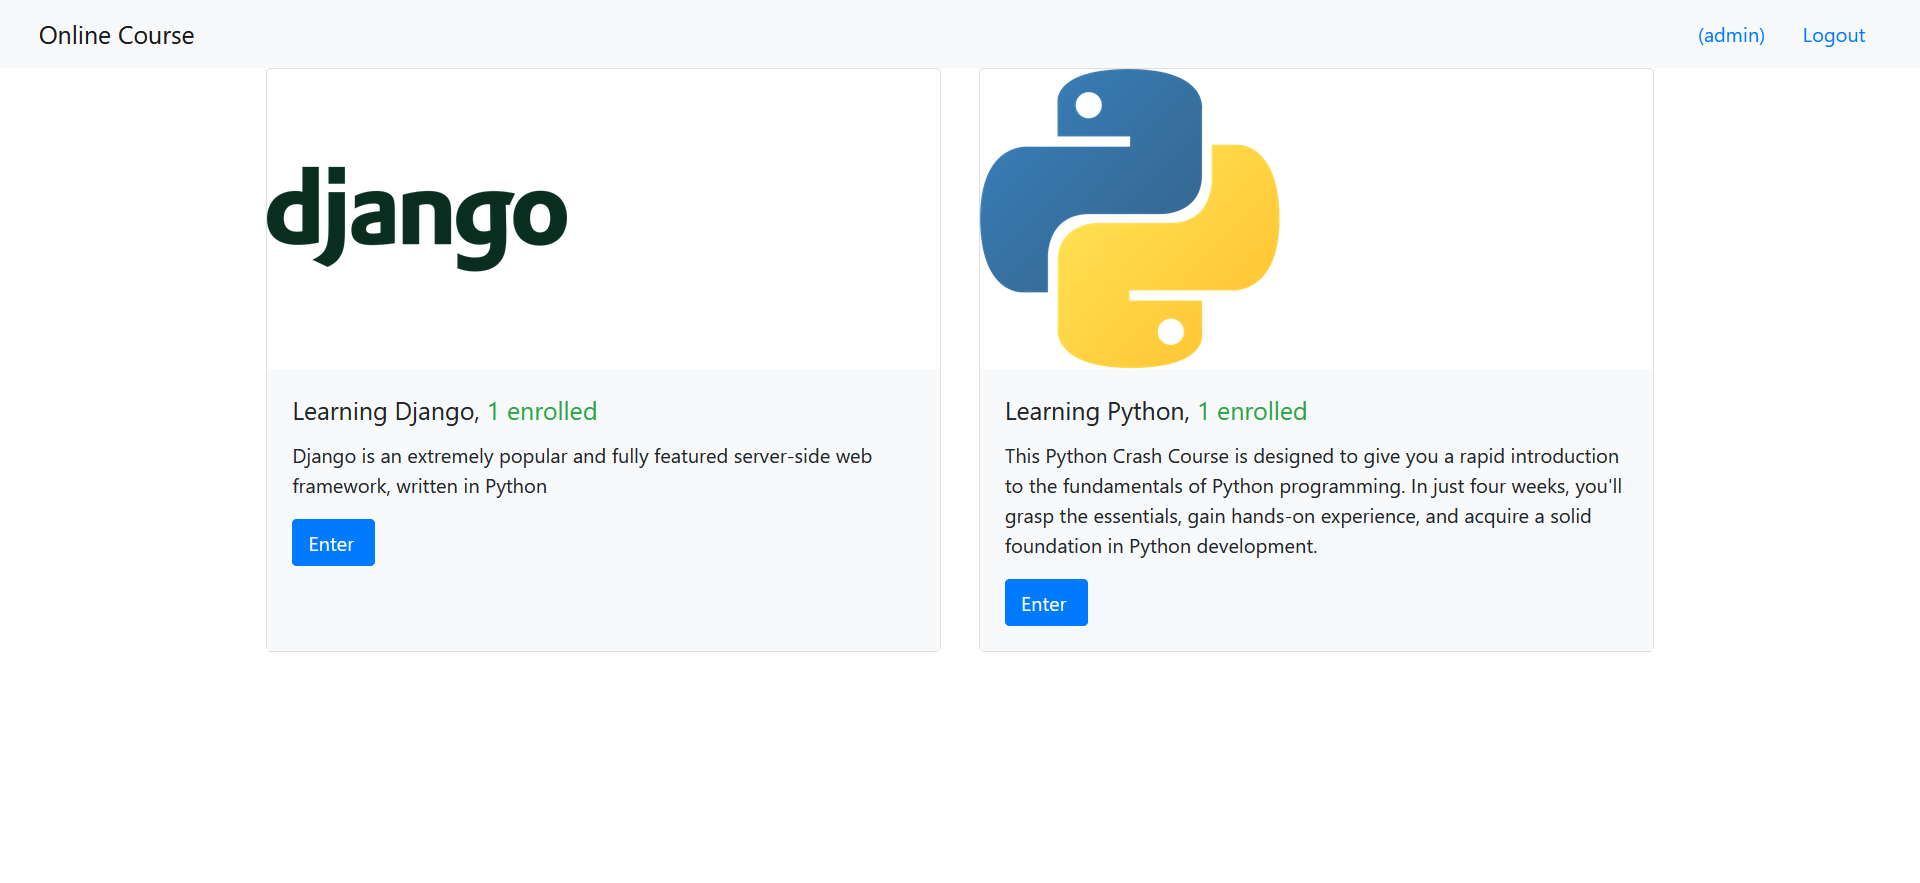 Online Course
(admin) Logout
django
Learning Django, 1 enrolled
Django is an extremely popular and fully featured server-side web
framework, written in Python
Enter
Learning Python, 1 enrolled
This Python Crash Course is designed to give you a rapid introduction
to the fundamentals of Python programming. In just four weeks, you'll
grasp the essentials, gain hands-on experience, and acquire a solid
foundation in Python development.
Enter